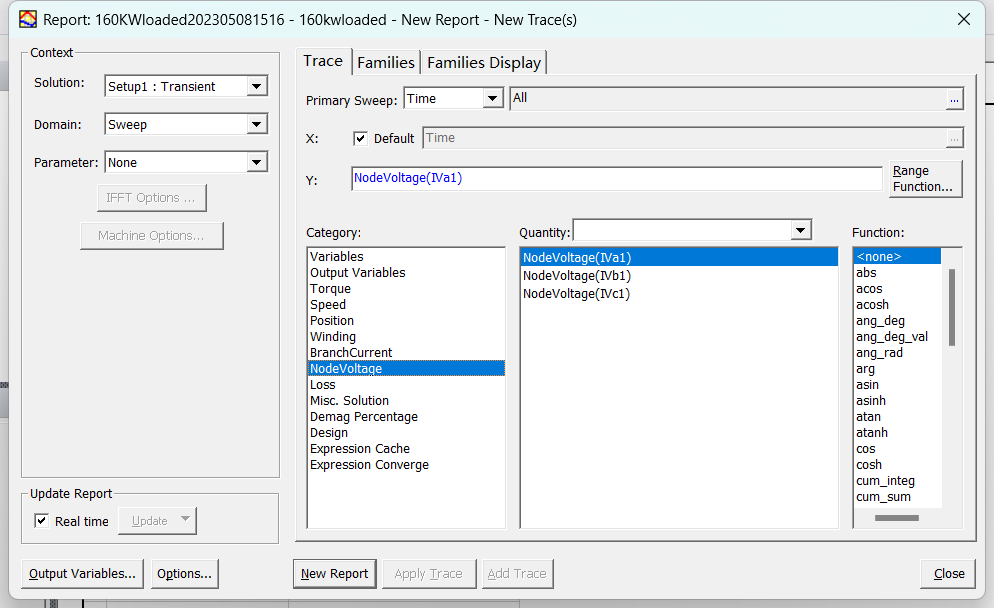 Report: 160KWloaded202305081516 - 160kwloaded - New Report - New Trace(s)
Context
Solution: Setup1 : Transient
Domain: Sweep
Parameter: None
IFFT Options ...
Machine Options...
Update Report
Real time Update
Output Variables... Options...
Trace Families Families Display
Primary Sweep: Time All ...
X: Default Time ...
Y: NodeVoltage(IVa1) Range
Function...
Category:
Variables
Output Variables
Torque
Speed
Position
Winding
BranchCurrent
NodeVoltage
Loss
Misc. Solution
Demag Percentage
Design
Expression Cache
Expression Converge
Quantity:
NodeVoltage(IVa1)
NodeVoltage(IVb1)
NodeVoltage(IVc1)
Function:
<none>
abs
acos
acosh
ang_deg
ang_deg_val
ang_rad
arg
asin
asinh
atan
atanh
cos
cosh
cum_integ
cum_sum
New Report Apply Trace Add Trace Close